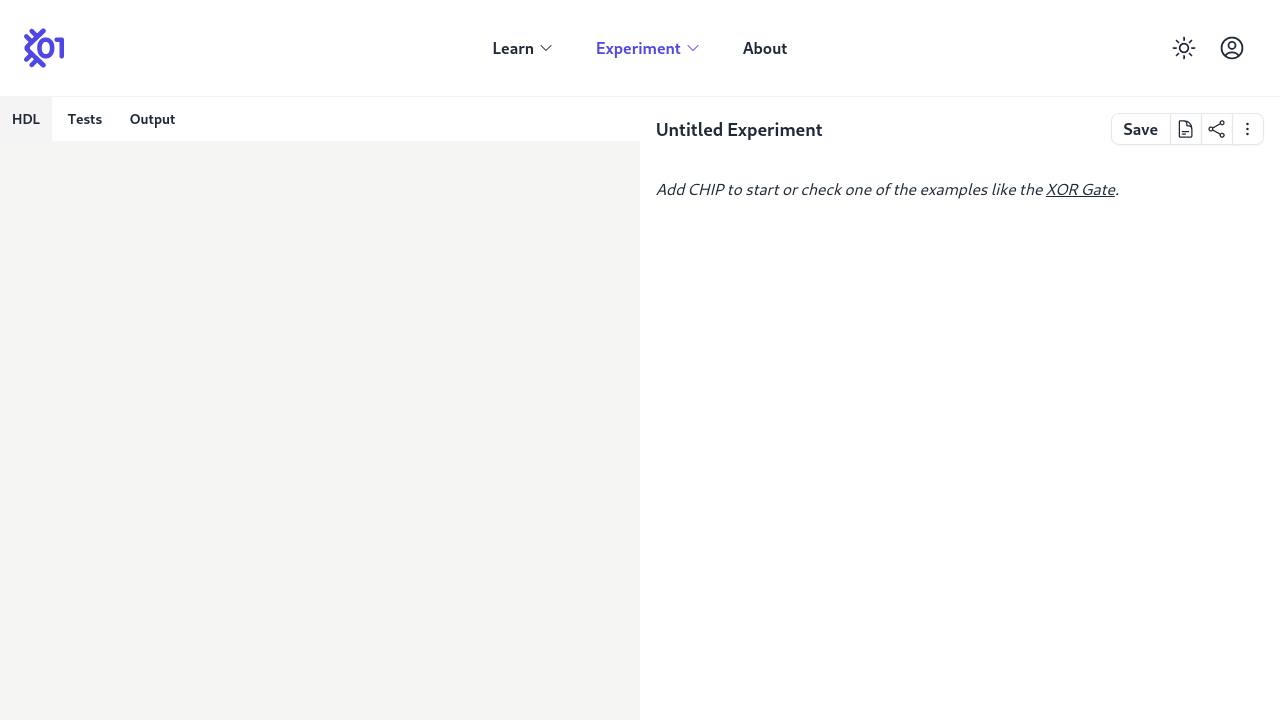 01
Learn
Experiment
About
HDL
Tests
Output
Untitled Experiment
Save
Add CHIP to start or check one of the examples like the XOR Gate.